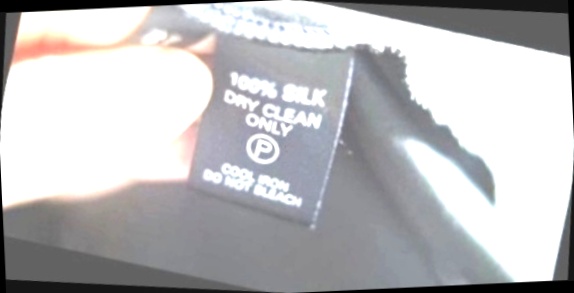 100% SILK
DRY CLEAN
ONLY
P
COOL IRON
DO NOT BLEACH